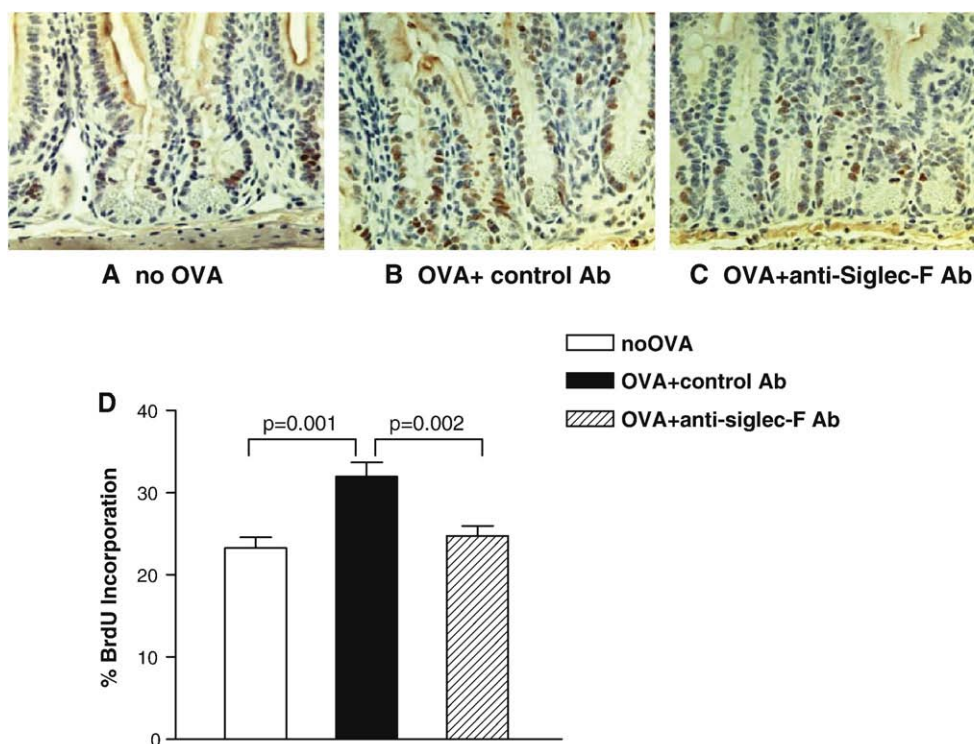 A no OVA
B OVA+ control Ab
C OVA+anti-Siglec-F Ab
noOVA
OVA+control Ab
OVA+anti-siglec-F Ab
D
% BrdU Incorporation
40
30
20
10
0
p=0.001
p=0.002